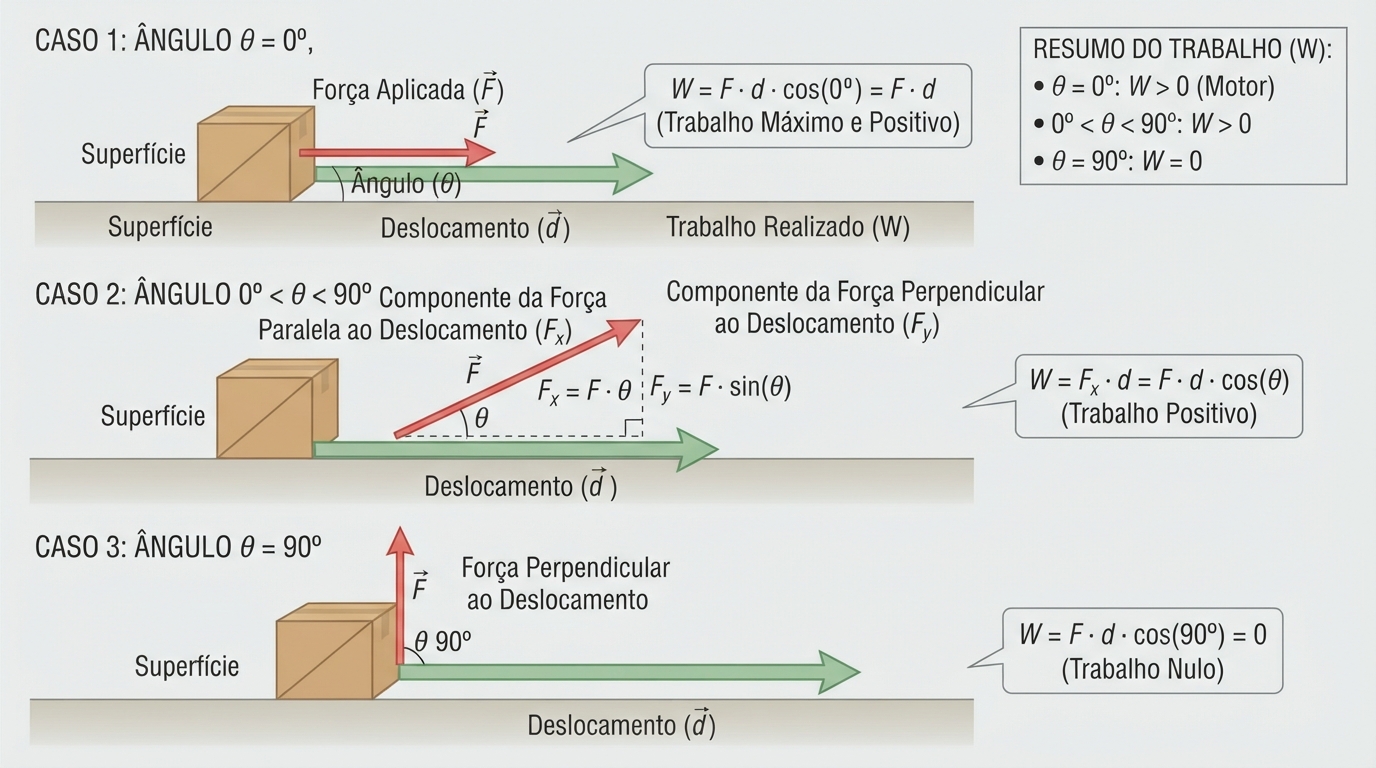 CASO 1: ÂNGULO θ = 0º,
Força Aplicada (F⃗)
F⃗
Superfície
Ângulo (θ)
Superfície
Deslocamento (d⃗)
Trabalho Realizado (W)
W = F · d · cos(0º) = F · d
(Trabalho Máximo e Positivo)
RESUMO DO TRABALHO (W):
• θ = 0º: W > 0 (Motor)
• 0º < θ < 90º: W > 0
• θ = 90º: W = 0
CASO 2: ÂNGULO 0º < θ < 90º
Componente da Força
Paralela ao Deslocamento (Fₓ)
Componente da Força Perpendicular
ao Deslocamento (Fᵧ)
F⃗
Fₓ = F · θ
Fᵧ = F · sin(θ)
θ
Superfície
Deslocamento (d⃗ )
W = Fₓ · d = F · d · cos(θ)
(Trabalho Positivo)
CASO 3: ÂNGULO θ = 90º
F⃗
Força Perpendicular
ao Deslocamento
θ 90º
Superfície
Deslocamento (d⃗)
W = F · d · cos(90º) = 0
(Trabalho Nulo)